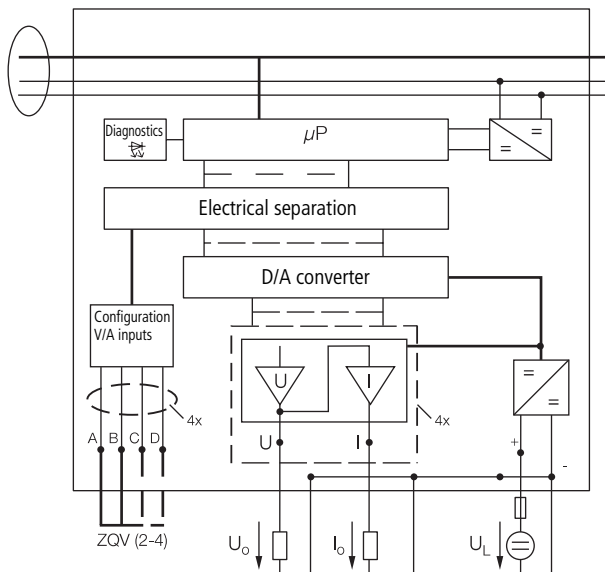 Diagnostics
µP
=
=
Electrical separation
D/A converter
Configuration
V/A inputs
U
I
=
=
4x
4x
A B C D
U
I
+
-
ZQV (2-4)
Uo
Io
UL
=